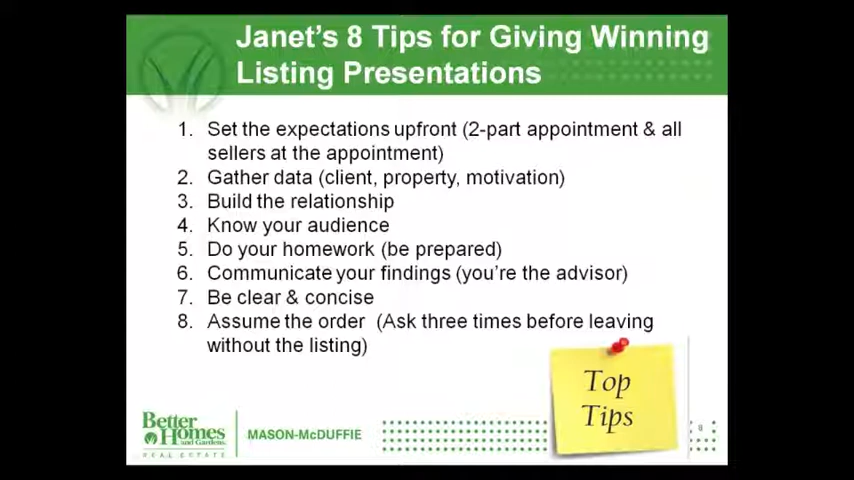 Janet's 8 Tips for Giving Winning
Listing Presentations
1. Set the expectations upfront (2-part appointment & all
sellers at the appointment)
2. Gather data (client, property, motivation)
3. Build the relationship
4. Know your audience
5. Do your homework (be prepared)
6. Communicate your findings (you're the advisor)
7. Be clear & concise
8. Assume the order (Ask three times before leaving
without the listing)
Top
Tips
Better
Homes
and Gardens
REAL ESTATE
MASON-McDUFFIE
8